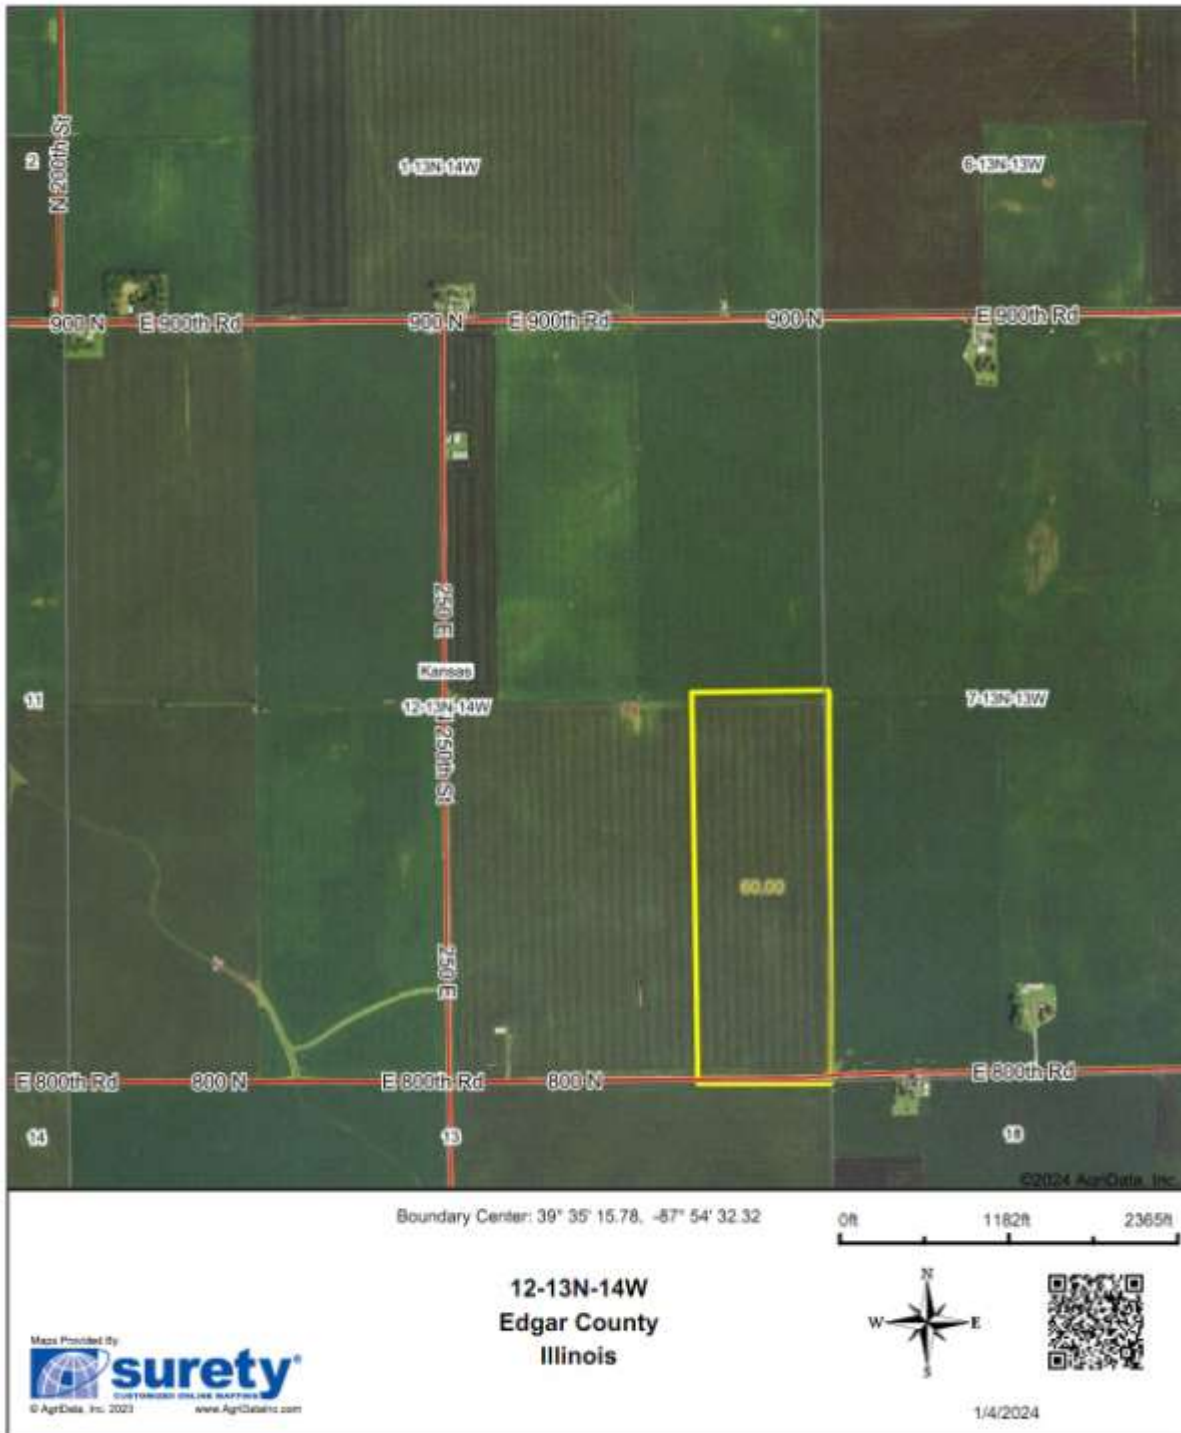 2
N 200th St
1-13N-14W
6-13N-13W
900 N
E 900th Rd
900 N
E 900th Rd
900 N
E 900th Rd
250 E
Kansas
11
12-13N-14W
7-13N-13W
250th St
60.00
250 E
E 800th Rd
800 N
E 800th Rd
800 N
E 800th Rd
14
13
18
©2024 AgriData, Inc.
Boundary Center: 39° 35' 15.78, -87° 54' 32.32
0ft 1182ft 2365ft
12-13N-14W
Edgar County
Illinois
N
W E
S
Maps Provided By:
surety®
CUSTOMIZED ONLINE MAPPING
© AgriData, Inc. 2023 www.AgriDataInc.com
1/4/2024